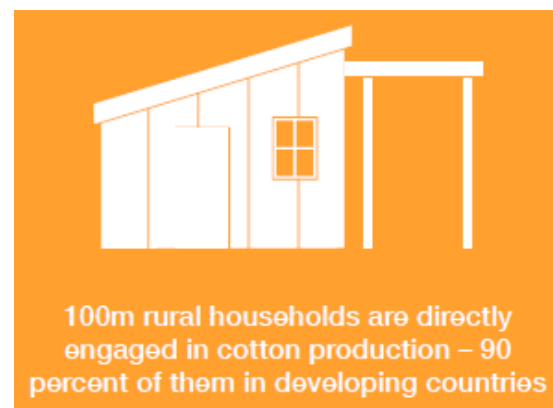 100m rural households are directly
engaged in cotton production – 90
percent of them in developing countries